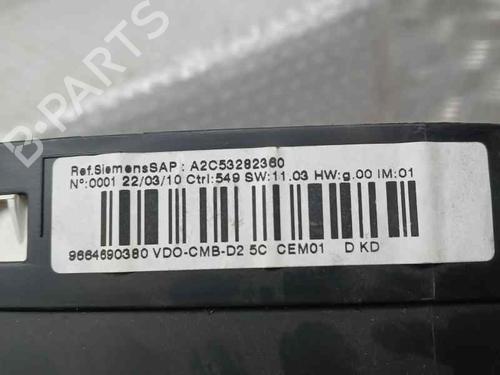 Ref.SiemensSAP : A2C53282360
Nº:0001 22/03/10 Ctrl:549 SW:11.03 HW:g.00 IM:01
9664690380 VDO-CMB-D2 5C CEM01 D KD
B-PARTS